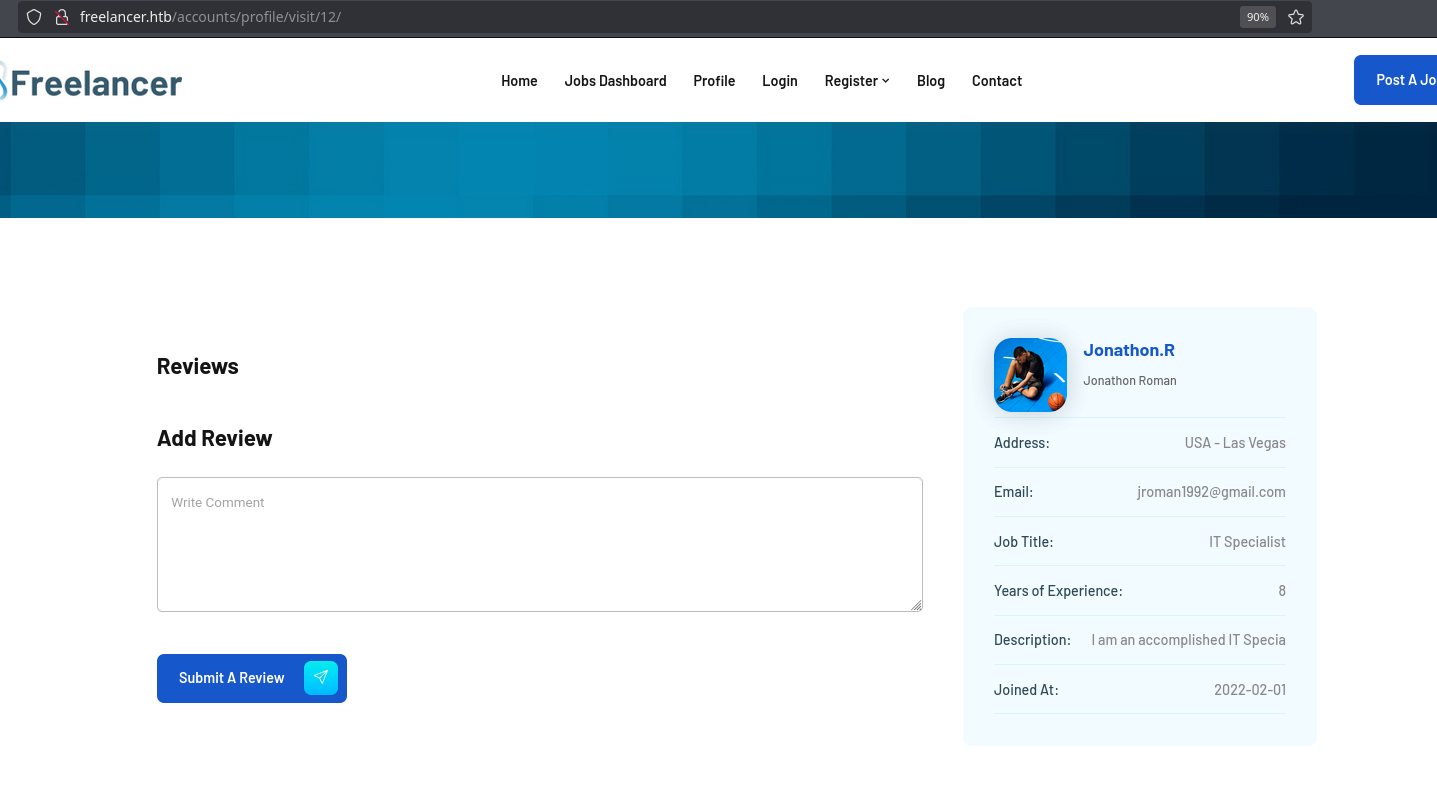 freelancer.htb/accounts/profile/visit/12/
90%
Freelancer
Home Jobs Dashboard Profile Login Register Blog Contact
Post A Jo
Reviews
Add Review
Write Comment
Submit A Review
Jonathon.R
Jonathon Roman
Address: USA - Las Vegas
Email: jroman1992@gmail.com
Job Title: IT Specialist
Years of Experience: 8
Description: I am an accomplished IT Specia
Joined At: 2022-02-01